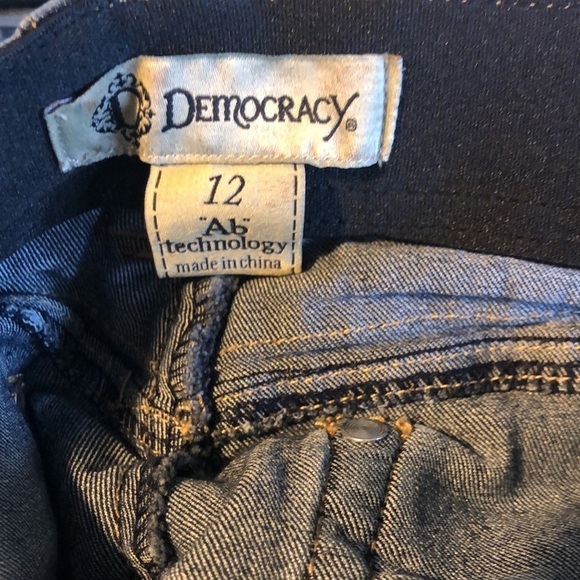 D DEMOCRACY®
12
"Ab"
technology
made in china